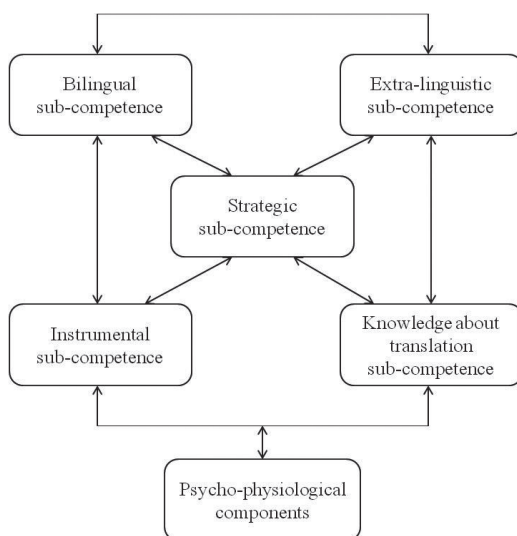 Bilingual
sub-competence
Extra-linguistic
sub-competence
Strategic
sub-competence
Instrumental
sub-competence
Knowledge about
translation
sub-competence
Psycho-physiological
components